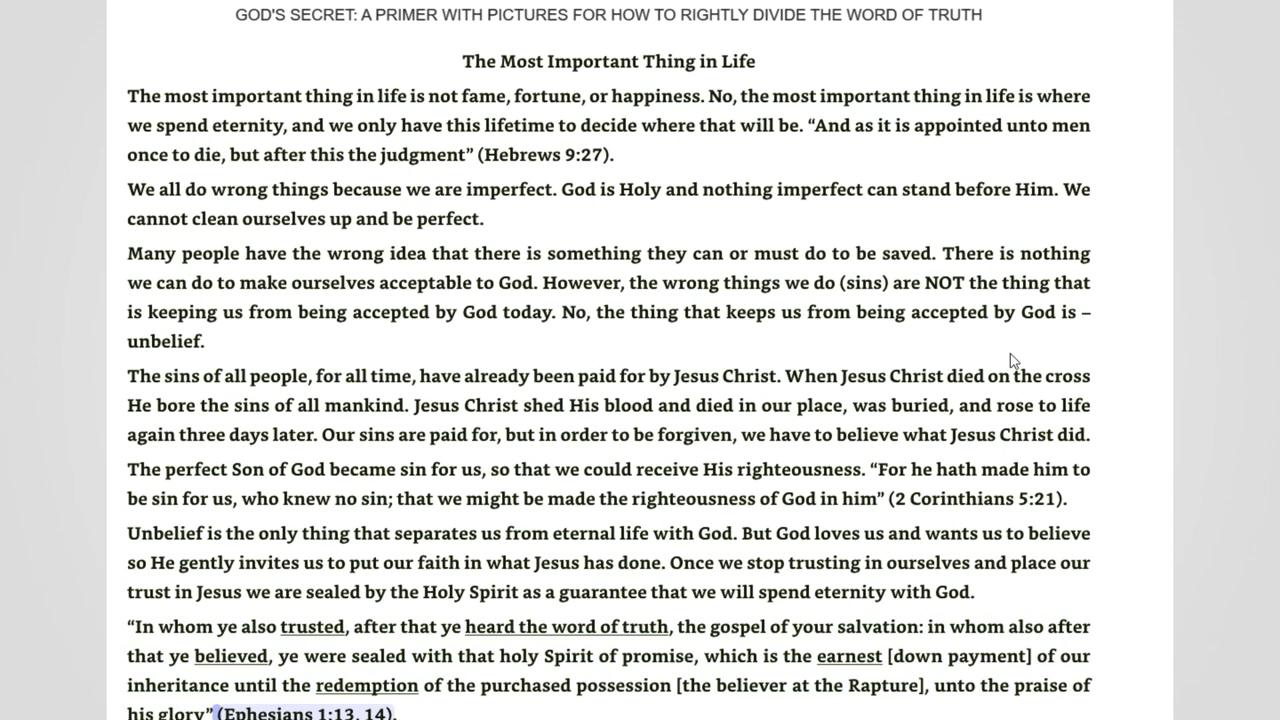 GOD'S SECRET: A PRIMER WITH PICTURES FOR HOW TO RIGHTLY DIVIDE THE WORD OF TRUTH
The Most Important Thing in Life
The most important thing in life is not fame, fortune, or happiness. No, the most important thing in life is where
we spend eternity, and we only have this lifetime to decide where that will be. “And as it is appointed unto men
once to die, but after this the judgment” (Hebrews 9:27).
We all do wrong things because we are imperfect. God is Holy and nothing imperfect can stand before Him. We
cannot clean ourselves up and be perfect.
Many people have the wrong idea that there is something they can or must do to be saved. There is nothing
we can do to make ourselves acceptable to God. However, the wrong things we do (sins) are NOT the thing that
is keeping us from being accepted by God today. No, the thing that keeps us from being accepted by God is –
unbelief.
The sins of all people, for all time, have already been paid for by Jesus Christ. When Jesus Christ died on the cross
He bore the sins of all mankind. Jesus Christ shed His blood and died in our place, was buried, and rose to life
again three days later. Our sins are paid for, but in order to be forgiven, we have to believe what Jesus Christ did.
The perfect Son of God became sin for us, so that we could receive His righteousness. “For he hath made him to
be sin for us, who knew no sin; that we might be made the righteousness of God in him” (2 Corinthians 5:21).
Unbelief is the only thing that separates us from eternal life with God. But God loves us and wants us to believe
so He gently invites us to put our faith in what Jesus has done. Once we stop trusting in ourselves and place our
trust in Jesus we are sealed by the Holy Spirit as a guarantee that we will spend eternity with God.
“In whom ye also trusted, after that ye heard the word of truth, the gospel of your salvation: in whom also after
that ye believed, ye were sealed with that holy Spirit of promise, which is the earnest [down payment] of our
inheritance until the redemption of the purchased possession [the believer at the Rapture], unto the praise of
his glory” (Ephesians 1:13, 14).